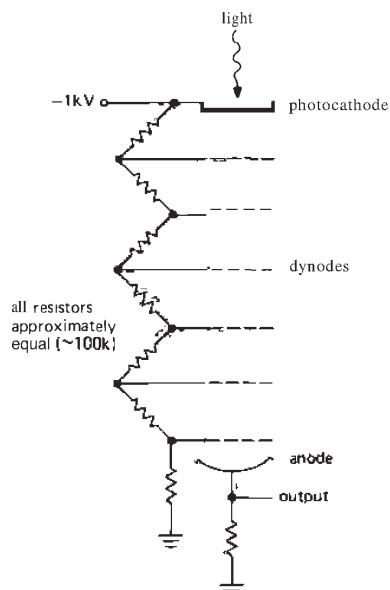 light
−1kV
photocathode
dynodes
all resistors
approximately
equal (~100k)
anode
output